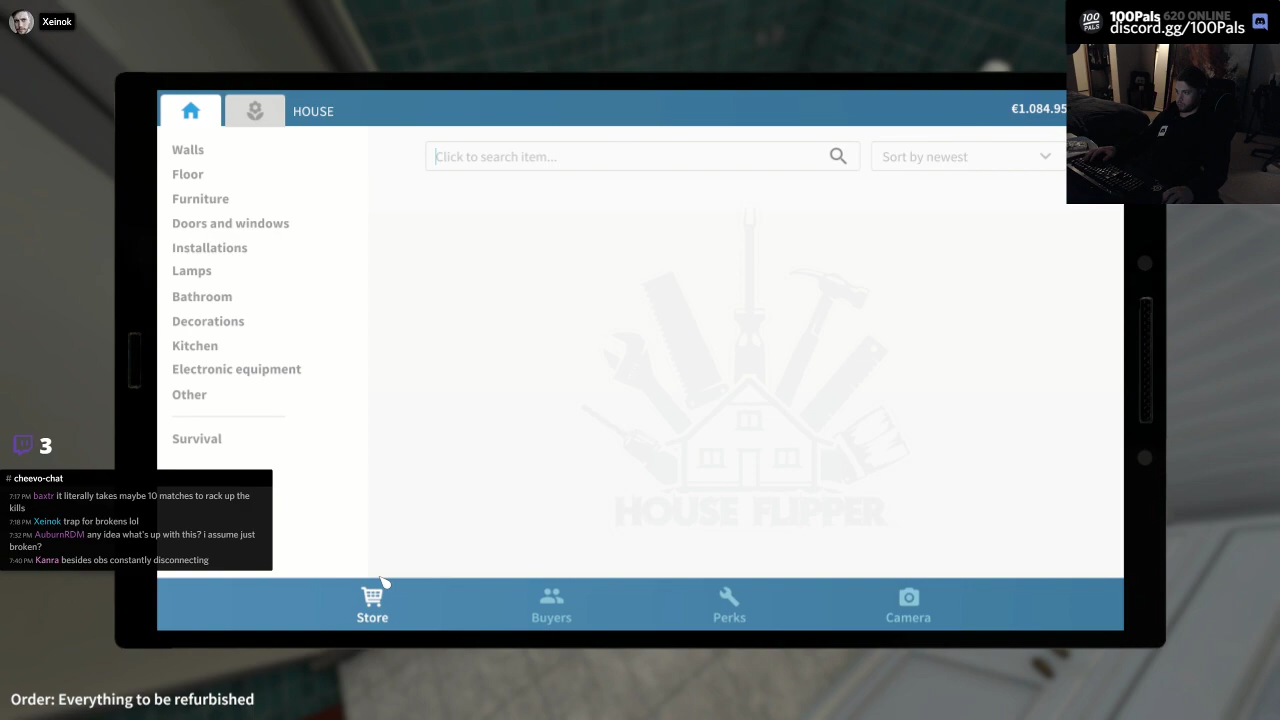 Xeinok
100 PALS
100Pals 620 ONLINE
discord.gg/100Pals
HOUSE
€1.084.95
Click to search item...
Sort by newest
Walls
Floor
Furniture
Doors and windows
Installations
Lamps
Bathroom
Decorations
Kitchen
Electronic equipment
Other
Survival
HOUSE FLIPPER
3
# cheevo-chat
7:17 PM baxtr it literally takes maybe 10 matches to rack up the
kills
7:18 PM Xeinok trap for brokens lol
7:32 PM AuburnRDM any idea what's up with this? i assume just
broken?
7:40 PM Kanra besides obs constantly disconnecting
Store
Buyers
Perks
Camera
Order: Everything to be refurbished